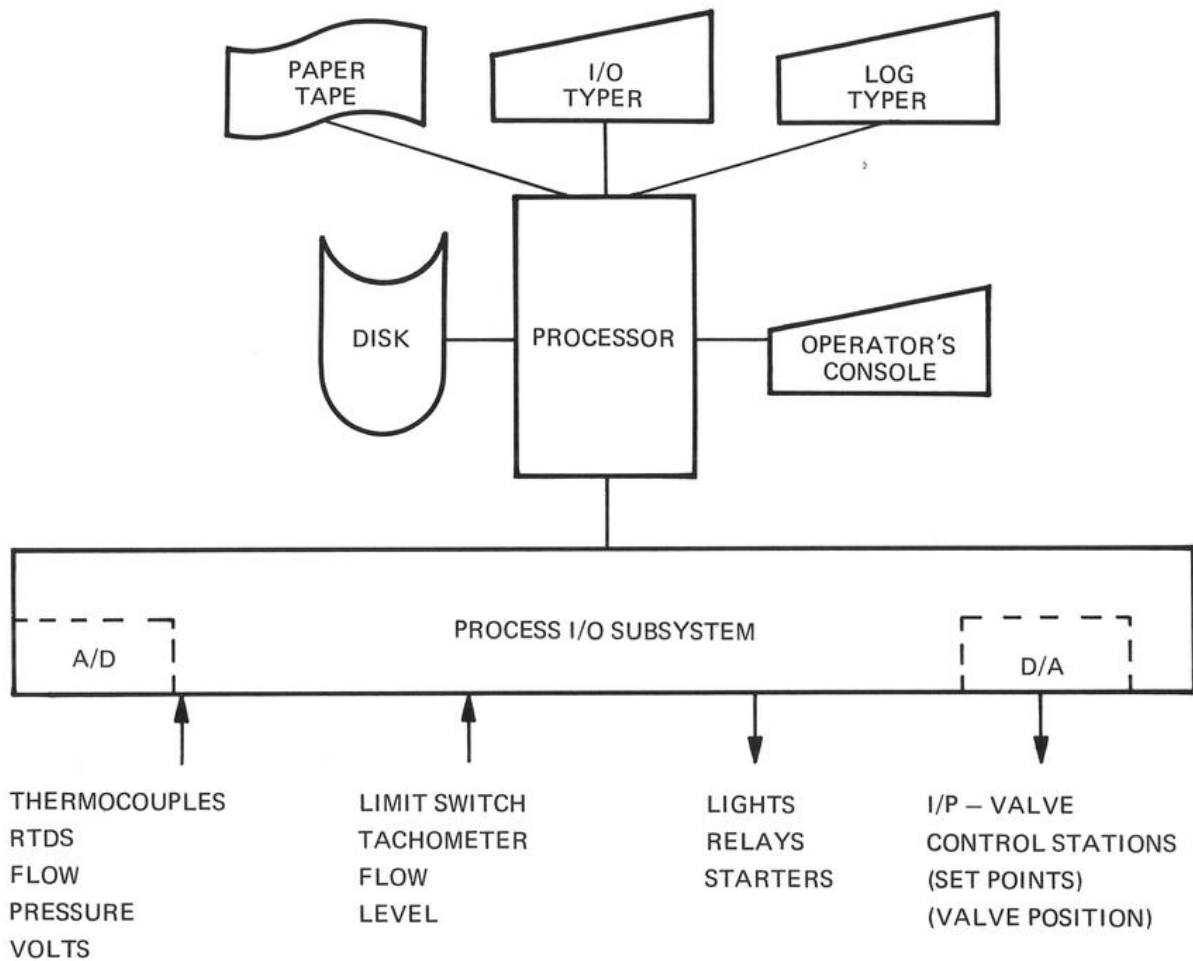 PAPER
TAPE
I/O
TYPER
LOG
TYPER
DISK
PROCESSOR
OPERATOR'S
CONSOLE
PROCESS I/O SUBSYSTEM
A/D
D/A
THERMOCOUPLES
RTDS
FLOW
PRESSURE
VOLTS
LIMIT SWITCH
TACHOMETER
FLOW
LEVEL
LIGHTS
RELAYS
STARTERS
I/P – VALVE
CONTROL STATIONS
(SET POINTS)
(VALVE POSITION)